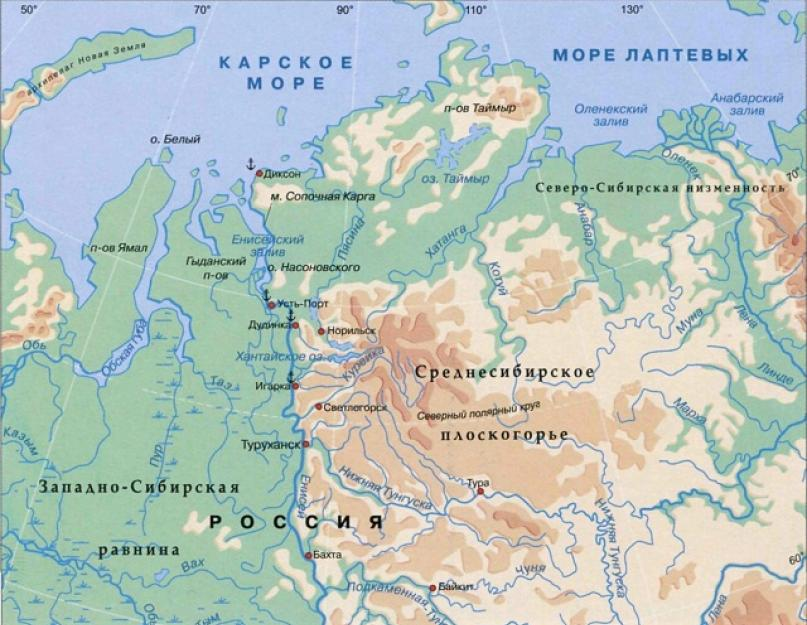 50°
70°
90°
110°
130°
архипелаг Новая Земля
КАРСКОЕ
МОРЕ
МОРЕ ЛАПТЕВЫХ
п-ов Таймыр
Оленекский
залив
Анабарский
залив
о. Белый
Диксон
оз. Таймыр
Оленек
70°
Северо-Сибирская низменность
м. Сопочная Карга
Пясина
Хатанга
Анабар
п-ов Ямал
Енисейский
залив
Гыданский
п-ов
о. Насоновского
Котуй
Усть-Порт
Дудинка
Норильск
Муна
Лена
Обь
Обская губа
Хантайское оз.
Курейка
Среднесибирское
плоскогорье
Линде
Таз
Игарка
Светлогорск
Северный полярный круг
Марха
Казым
Пур
Туруханск
Западно-Сибирская
равнина
Енисей
Нижняя Тунгуска
Тура
РОССИЯ
Нижняя Тунгуска
Бахта
Вах
Чуня
60°
Подкаменная-Тун
Байкит
Лена
Обь
Тым